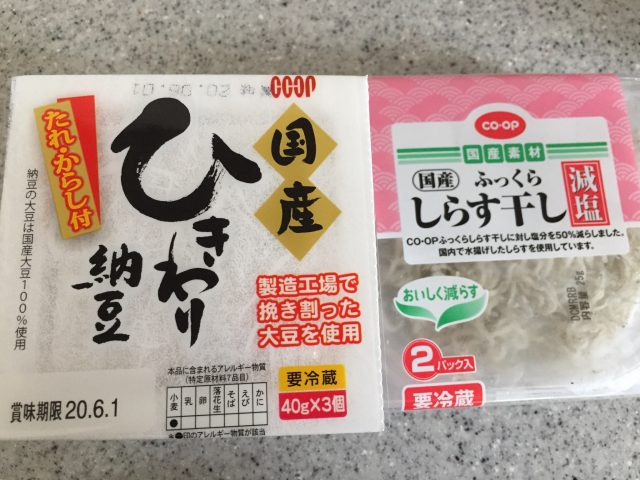 20.06.01
CO･OP
国産
ひきわり
納豆
たれ・からし付
納豆の大豆は国産大豆100%使用
製造工場で
挽き割った
大豆を使用
本品に含まれるアレルギー物質
(特定原材料7品目)
小麦 乳 卵 落花生 そば えび かに
●
*●印のアレルギー物質が該当
要冷蔵
40g×3個
賞味期限 20.6.1
CO･OP
国産素材
国産 ふっくら
しらす干し
減塩
CO･OPふっくらしらす干しに対し塩分を50%減らしました。
国内で水揚げしたしらすを使用しています。
おいしく減らす
内容量 25g
2パック入
要冷蔵